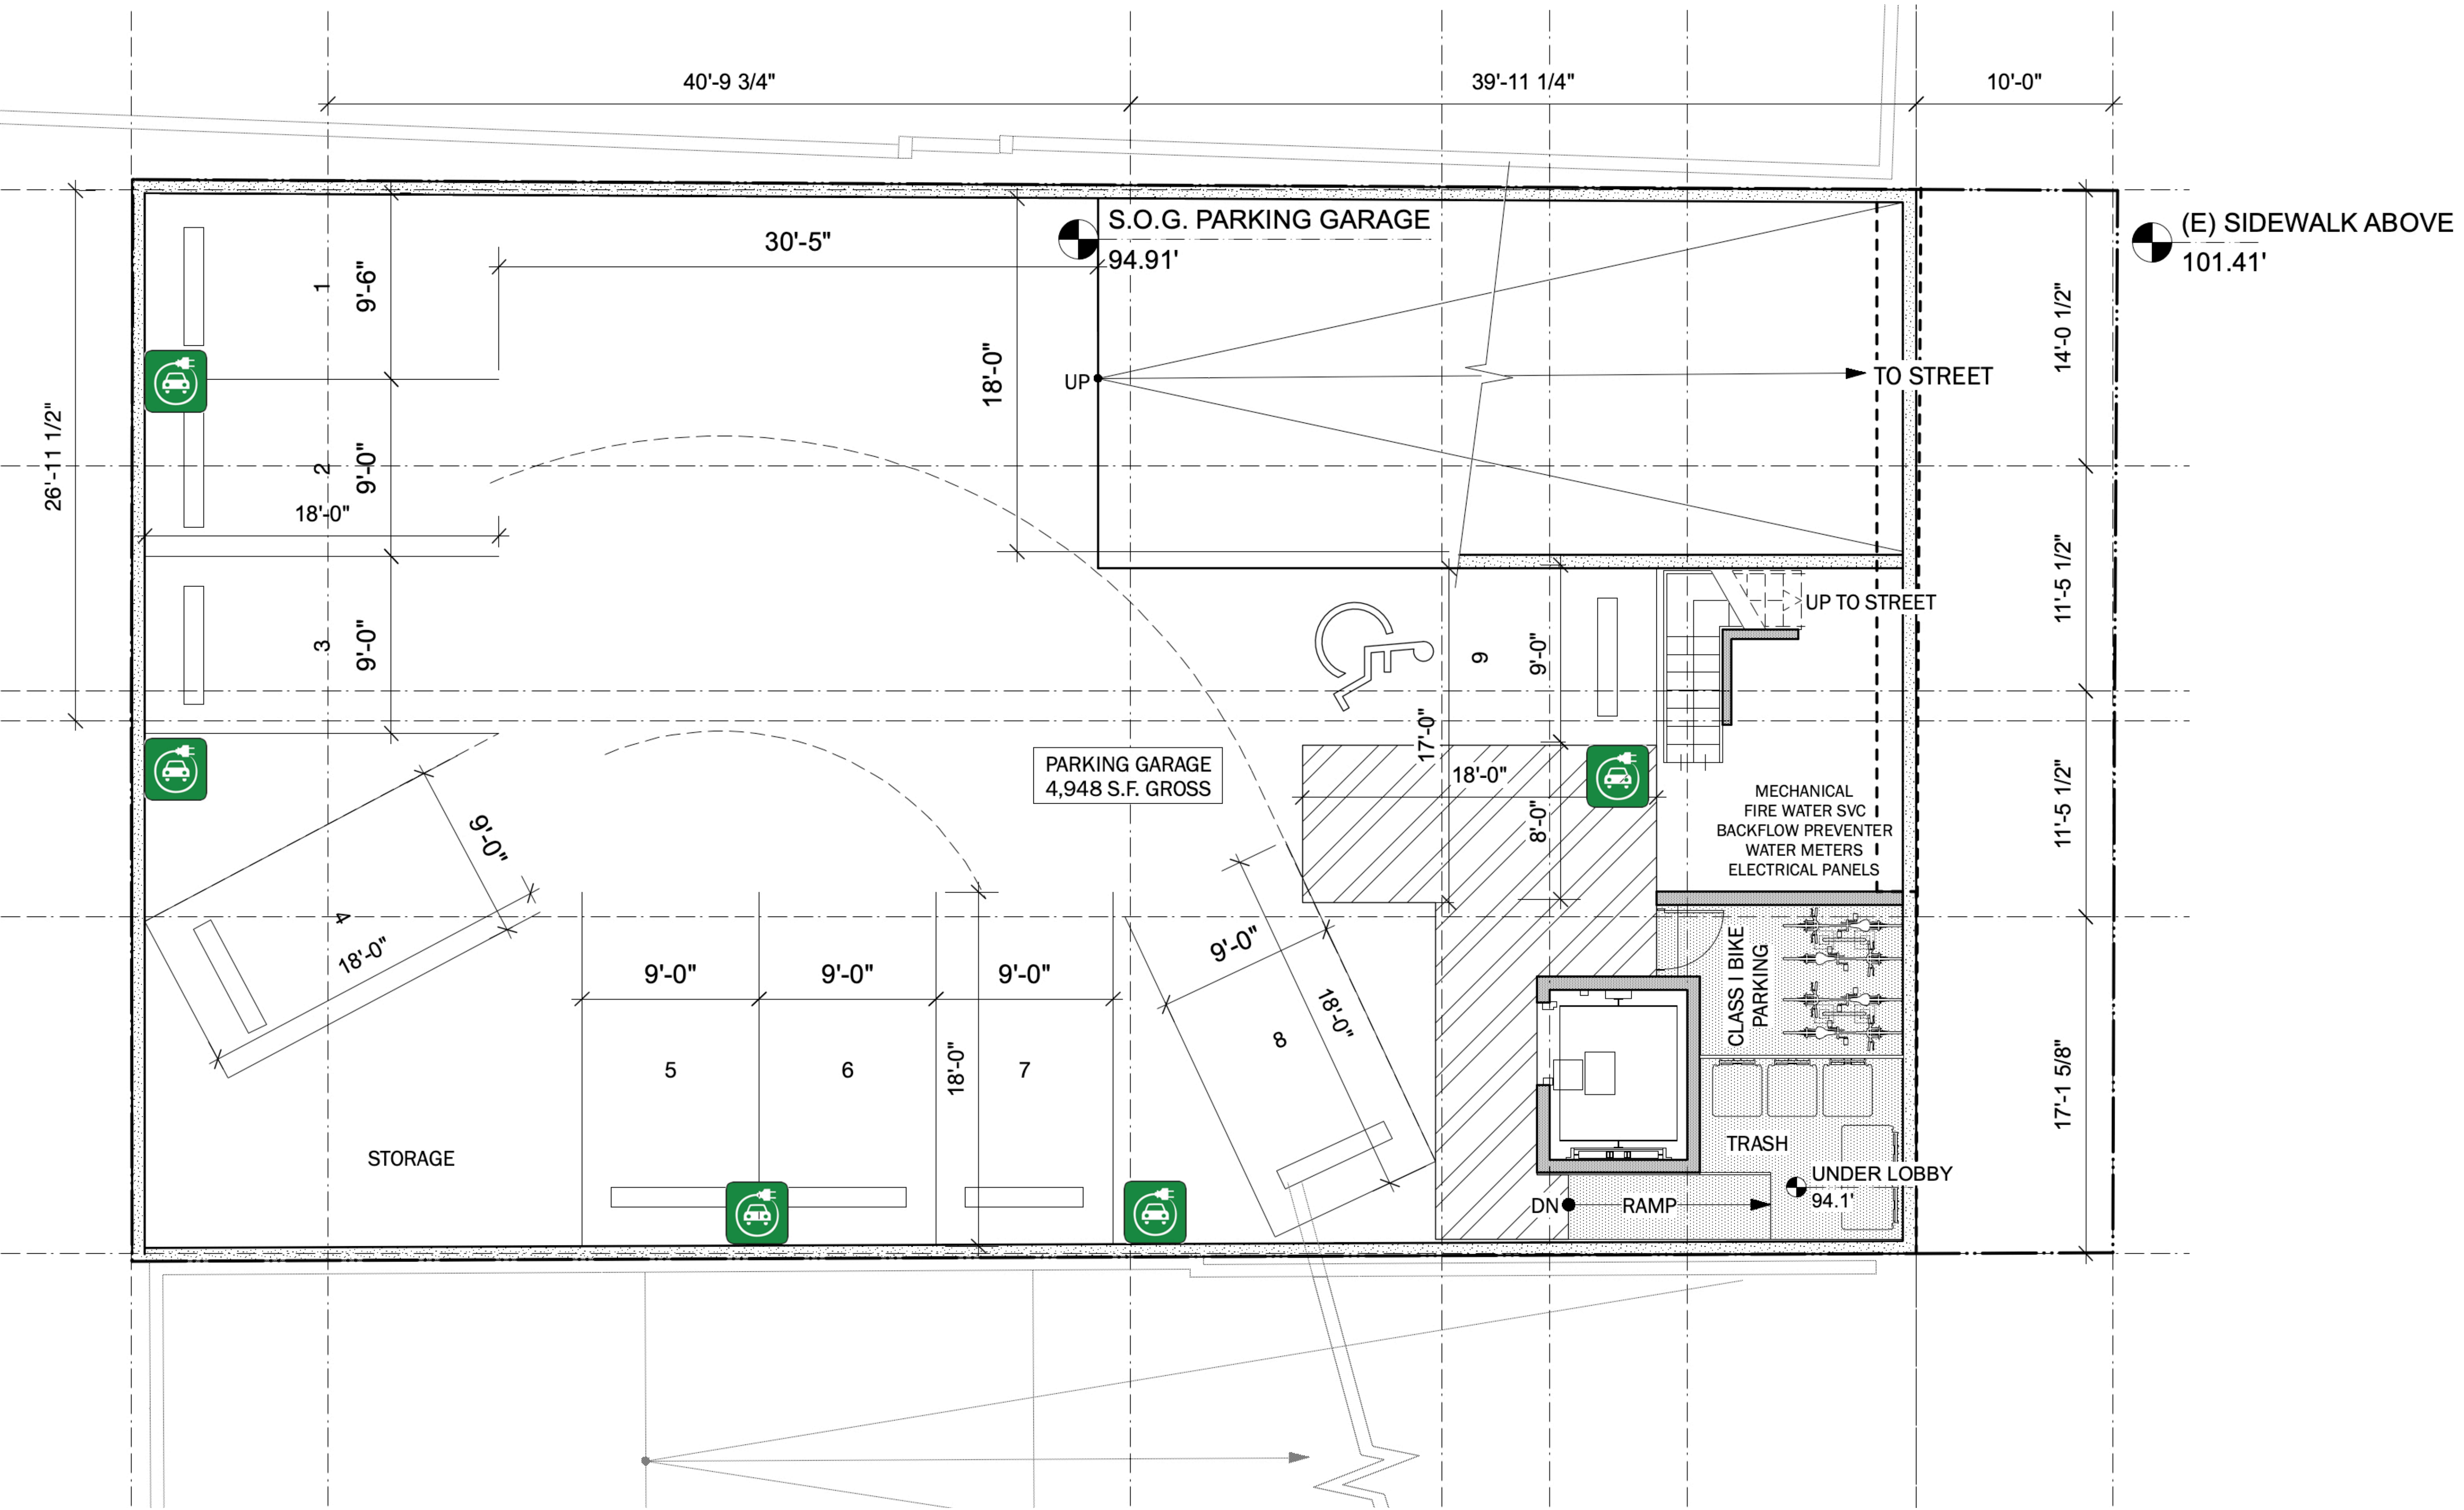 40'-9 3/4"
39'-11 1/4"
10'-0"
S.O.G. PARKING GARAGE
94.91'
(E) SIDEWALK ABOVE
101.41'
30'-5"
1
9'-6"
18'-0"
UP
TO STREET
14'-0 1/2"
26'-11 1/2"
2
9'-0"
18'-0"
3
9'-0"
UP TO STREET
11'-5 1/2"
9
9'-0"
17'-0"
PARKING GARAGE
4,948 S.F. GROSS
18'-0"
8'-0"
MECHANICAL
FIRE WATER SVC
BACKFLOW PREVENTER
WATER METERS
ELECTRICAL PANELS
11'-5 1/2"
9'-0"
4
18'-0"
9'-0"
9'-0"
9'-0"
9'-0"
18'-0"
CLASS I BIKE
PARKING
5
6
18'-0"
7
8
17'-1 5/8"
STORAGE
TRASH
UNDER LOBBY
94.1'
DN
RAMP